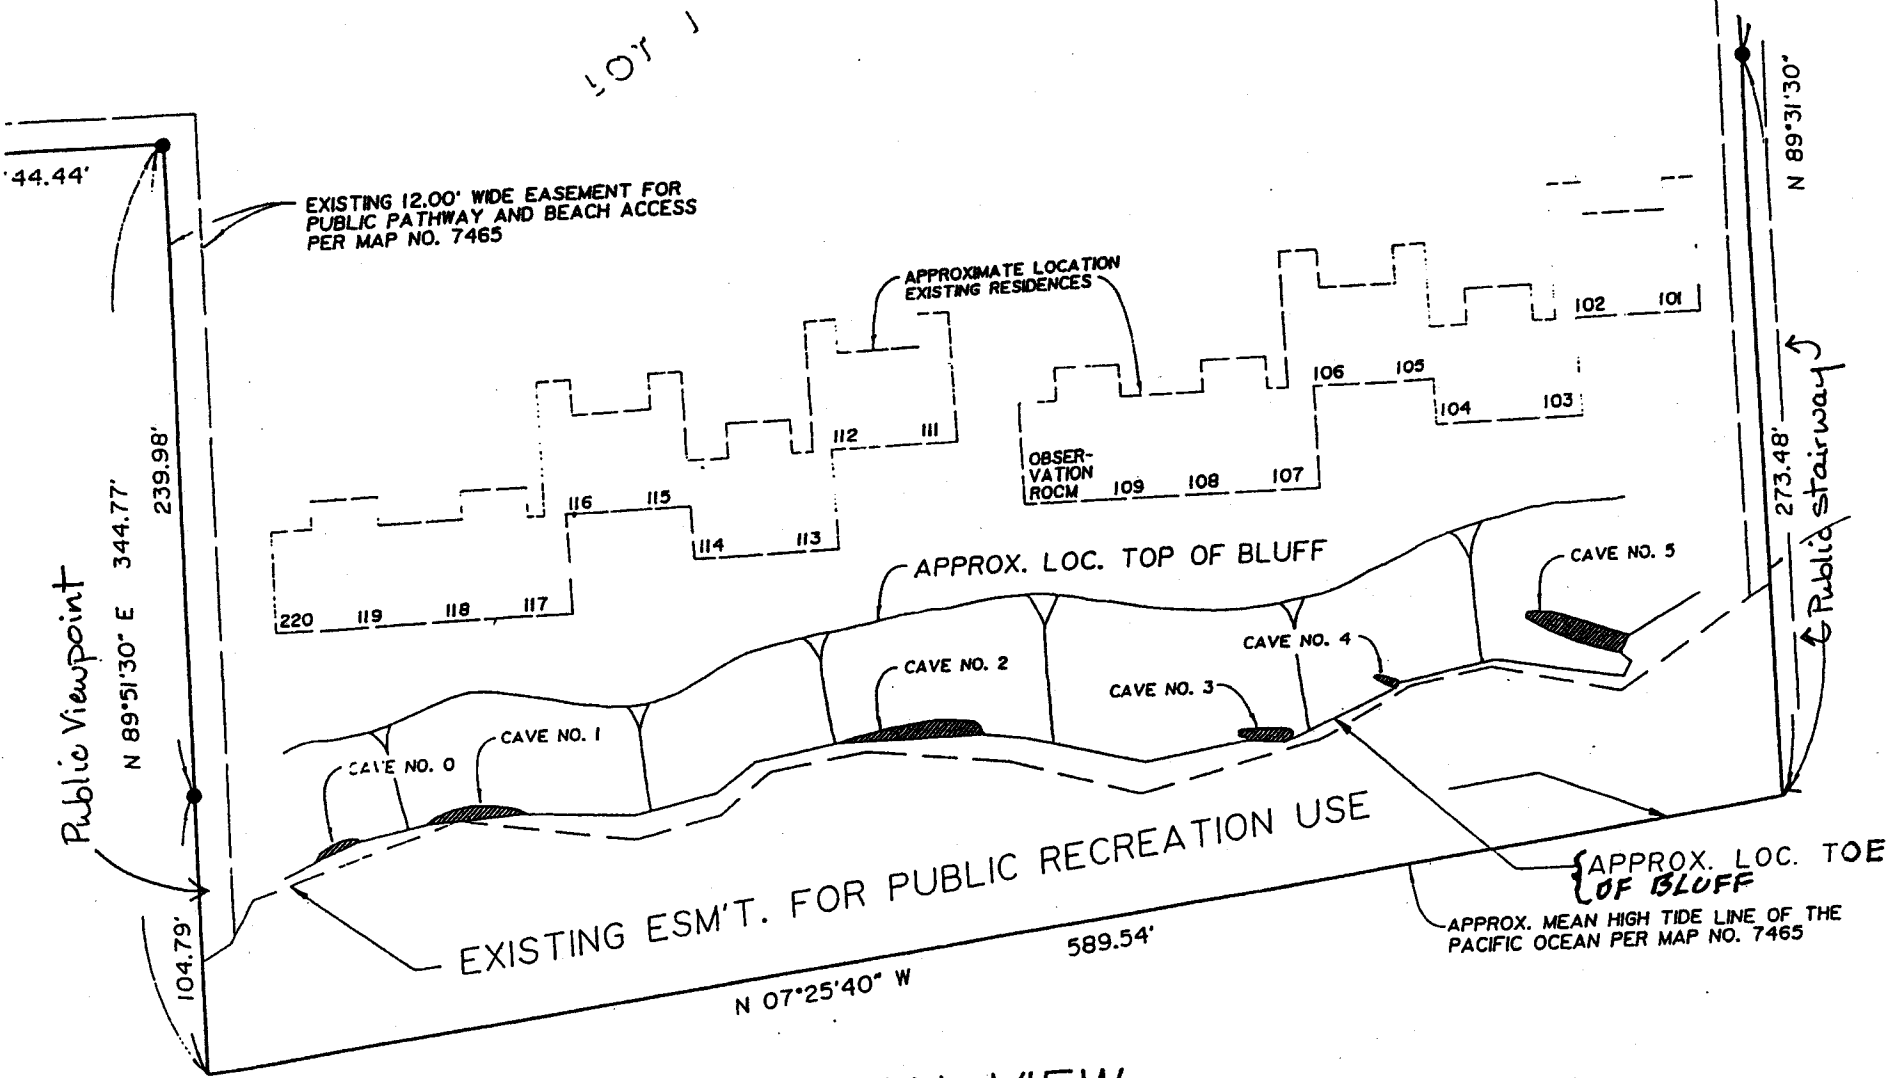 LOT 1
44.44'
EXISTING 12.00' WIDE EASEMENT FOR
PUBLIC PATHWAY AND BEACH ACCESS
PER MAP NO. 7465
N 89°31'30"
APPROXIMATE LOCATION
EXISTING RESIDENCES
102
101
106
105
104
103
112
111
OBSER-
VATION
ROOM
109
108
107
116
115
114
113
220
119
118
117
239.98'
N 89°51'30" E 344.77'
Public Viewpoint
104.79'
273.48'
Public Stairway
APPROX. LOC. TOP OF BLUFF
CAVE NO. 5
CAVE NO. 4
CAVE NO. 3
CAVE NO. 2
CAVE NO. 1
CAVE NO. 0
EXISTING ESM'T. FOR PUBLIC RECREATION USE
APPROX. LOC. TOE
OF BLUFF
APPROX. MEAN HIGH TIDE LINE OF THE
PACIFIC OCEAN PER MAP NO. 7465
589.54'
N 07°25'40" W
VIEW